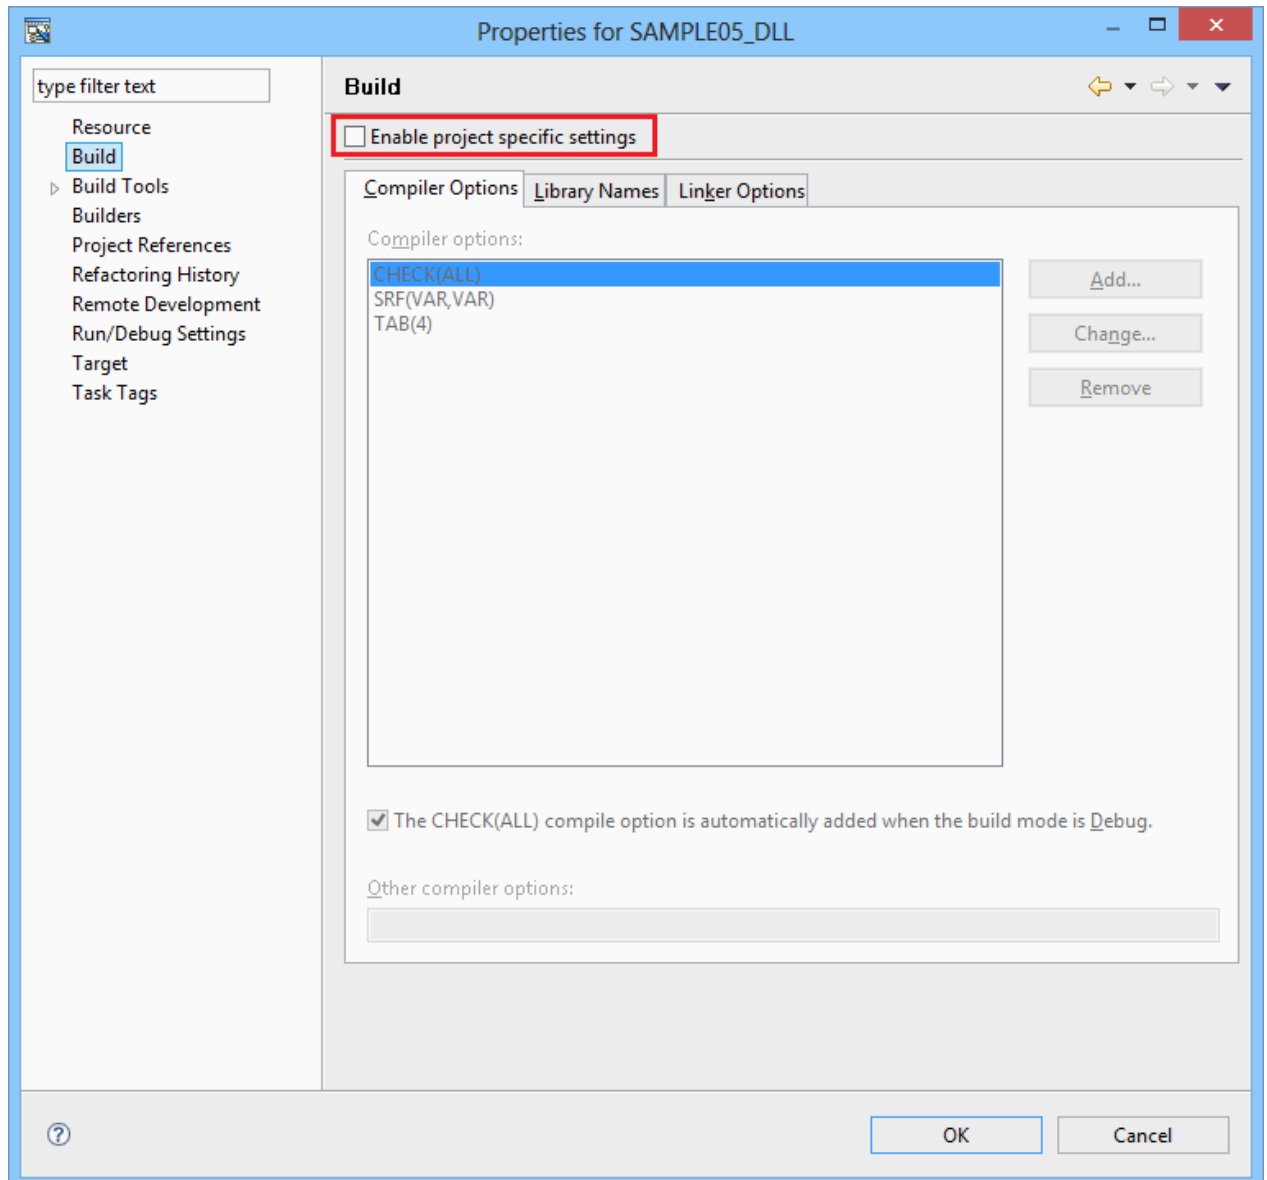 Properties for SAMPLE05_DLL
type filter text
Resource
Build
Build Tools
Builders
Project References
Refactoring History
Remote Development
Run/Debug Settings
Target
Task Tags
Build
Enable project specific settings
Compiler Options Library Names Linker Options
Compiler options:
CHECK(ALL)
SRF(VAR,VAR)
TAB(4)
Add...
Change...
Remove
The CHECK(ALL) compile option is automatically added when the build mode is Debug.
Other compiler options:
OK Cancel